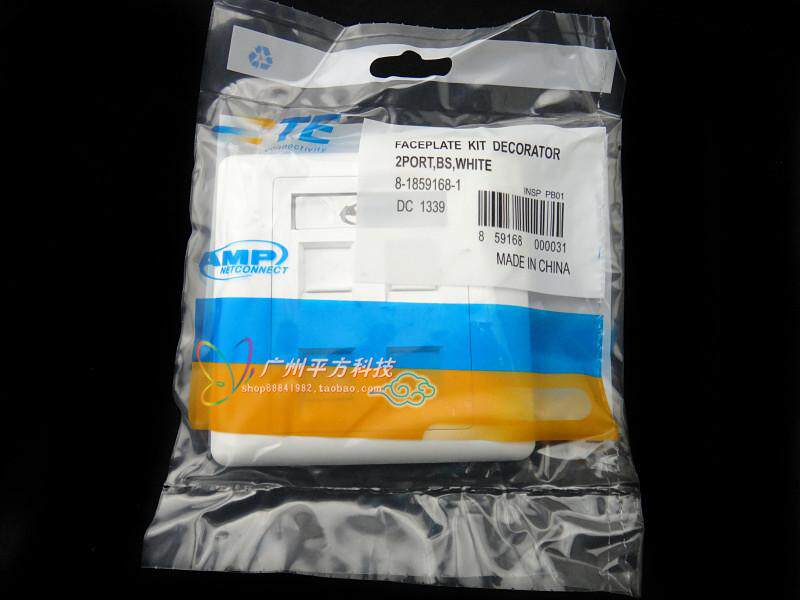 TE
connectivity
FACEPLATE KIT DECORATOR
2PORT,BS,WHITE
8-1859168-1
DC 1339
INSP PB01
8 59168 000031
MADE IN CHINA
AMP
NETCONNECT
广州平方科技
shop88841982.taobao.com